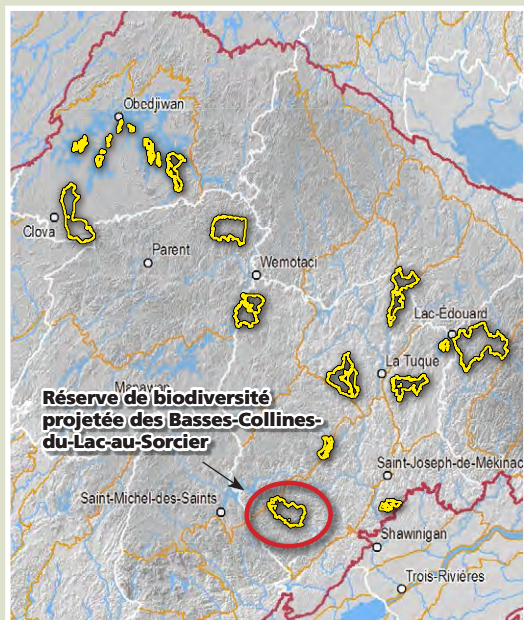 Obedjiwan
Clova
Parent
Wemotaci
Lac-Édouard
La Tuque
Manawan
Réserve de biodiversité
projetée des Basses-Collines-
du-Lac-au-Sorcier
Saint-Joseph-de-Mékinac
Saint-Michel-des-Saints
Shawinigan
Trois-Rivières